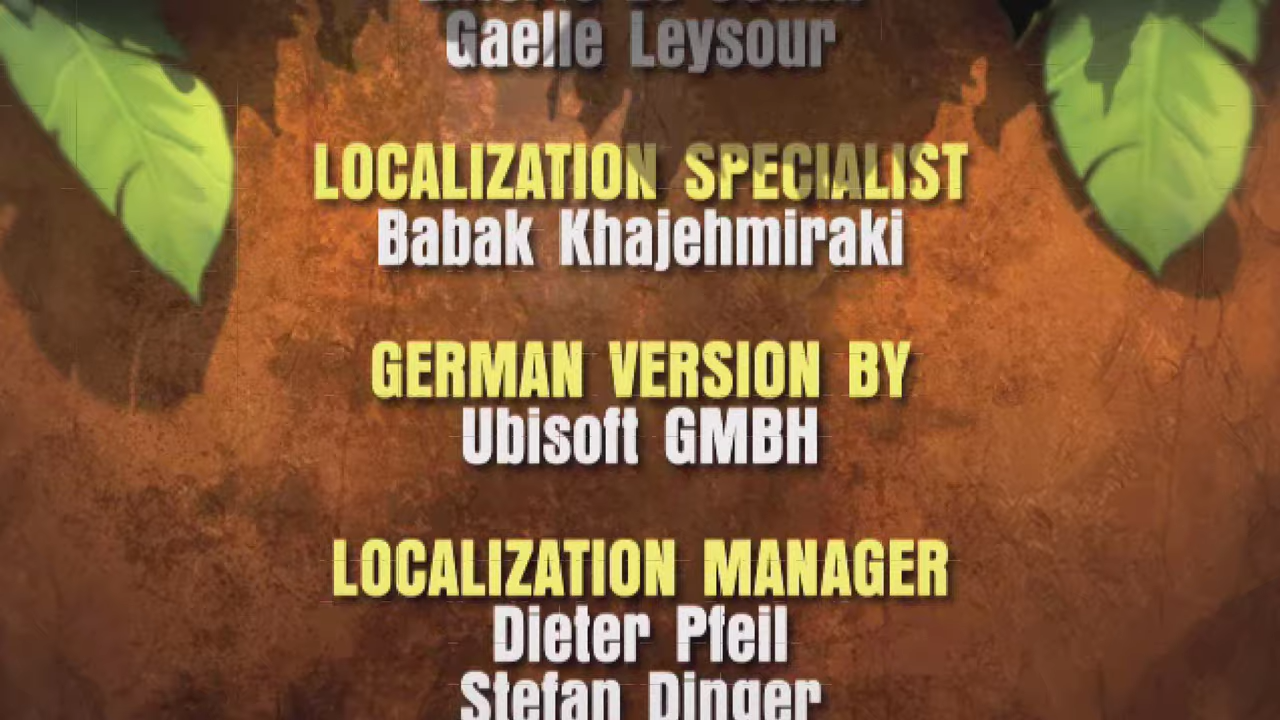 Gaelle Leysour
LOCALIZATION SPECIALIST
Babak Khajehmiraki
GERMAN VERSION BY
Ubisoft GMBH
LOCALIZATION MANAGER
Dieter Pfeil
Stefan Dinger